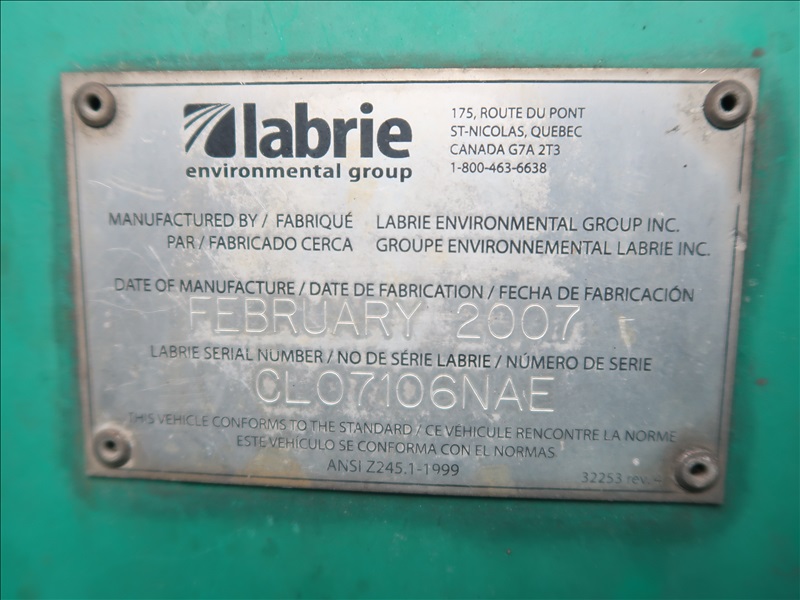 labrie
environmental group
175, ROUTE DU PONT
ST-NICOLAS, QUEBEC
CANADA G7A 2T3
1-800-463-6638
MANUFACTURED BY / FABRIQUÉ LABRIE ENVIRONMENTAL GROUP INC.
PAR / FABRICADO CERCA GROUPE ENVIRONNEMENTAL LABRIE INC.
DATE OF MANUFACTURE / DATE DE FABRICATION / FECHA DE FABRICACIÓN
FEBRUARY 2007
LABRIE SERIAL NUMBER / NO DE SÉRIE LABRIE / NÚMERO DE SERIE
CL07106NAE
THIS VEHICLE CONFORMS TO THE STANDARD / CE VÉHICULE RENCONTRE LA NORME
ESTE VEHÍCULO SE CONFORMA CON EL NORMAS
ANSI Z245.1-1999
32253 rev.